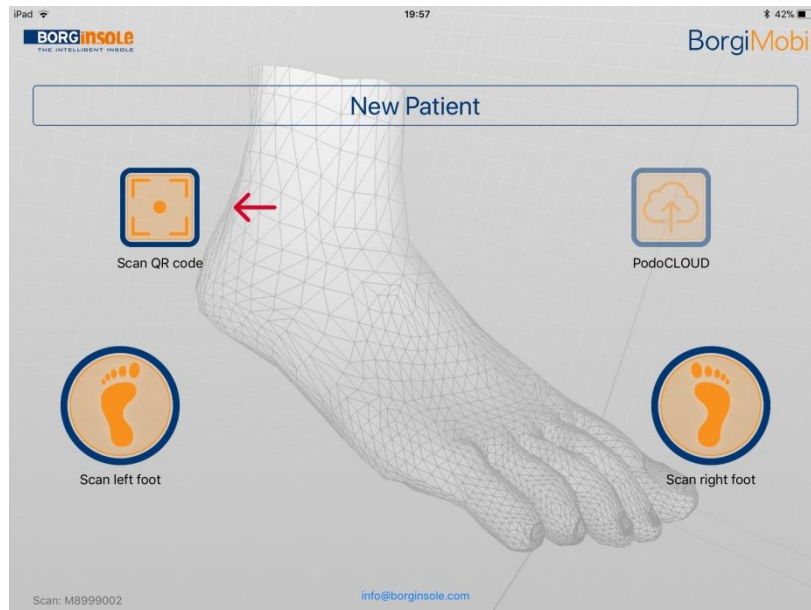 iPad 19:57 42%
BORGINSOLE
THE INTELLIGENT INSOLE
BorgiMobi
New Patient
Scan QR code
PodoCLOUD
Scan left foot
Scan right foot
Scan: M8999002
info@borginsole.com